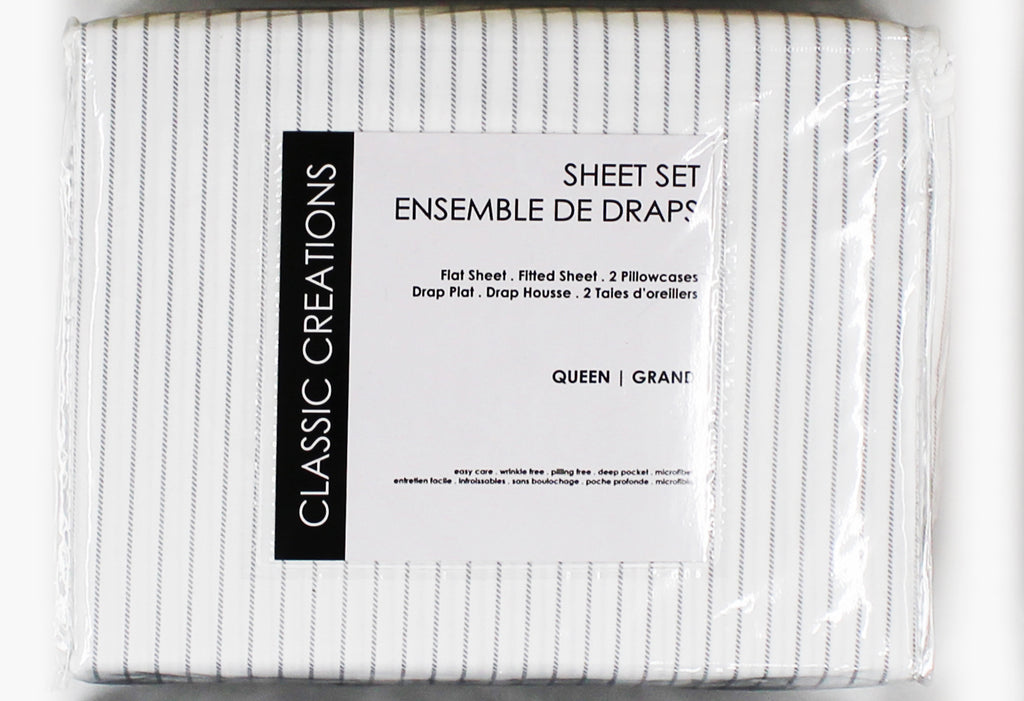 CLASSIC CREATIONS
SHEET SET
ENSEMBLE DE DRAPS
Flat Sheet . Fitted Sheet . 2 Pillowcases
Drap Plat . Drap Housse . 2 Taies d'oreillers
QUEEN | GRAND
easy care . wrinkle free . pilling free . deep pocket . microfiber
entretien facile . infroissables . sans boulochage . poche profonde . microfibre